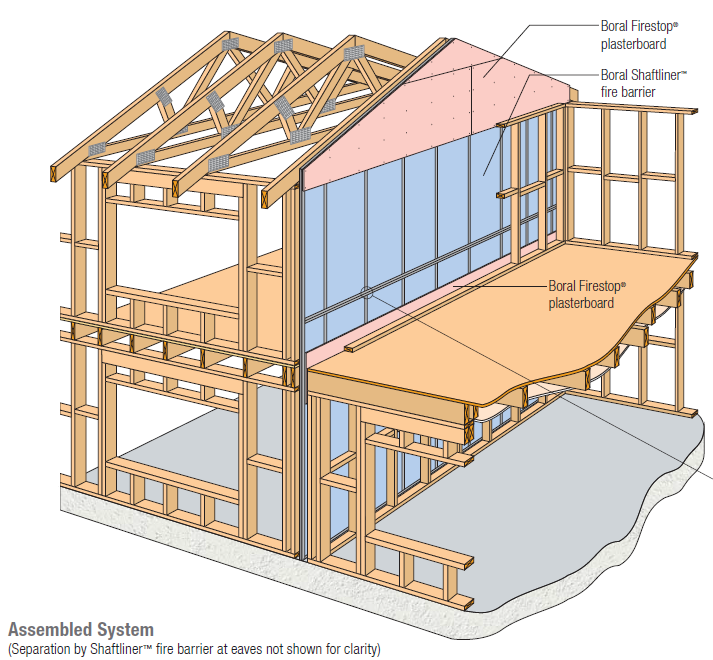 Boral Firestop®
plasterboard
Boral Shaftliner™
fire barrier
Boral Firestop®
plasterboard
Assembled System
(Separation by Shaftliner™ fire barrier at eaves not shown for clarity)